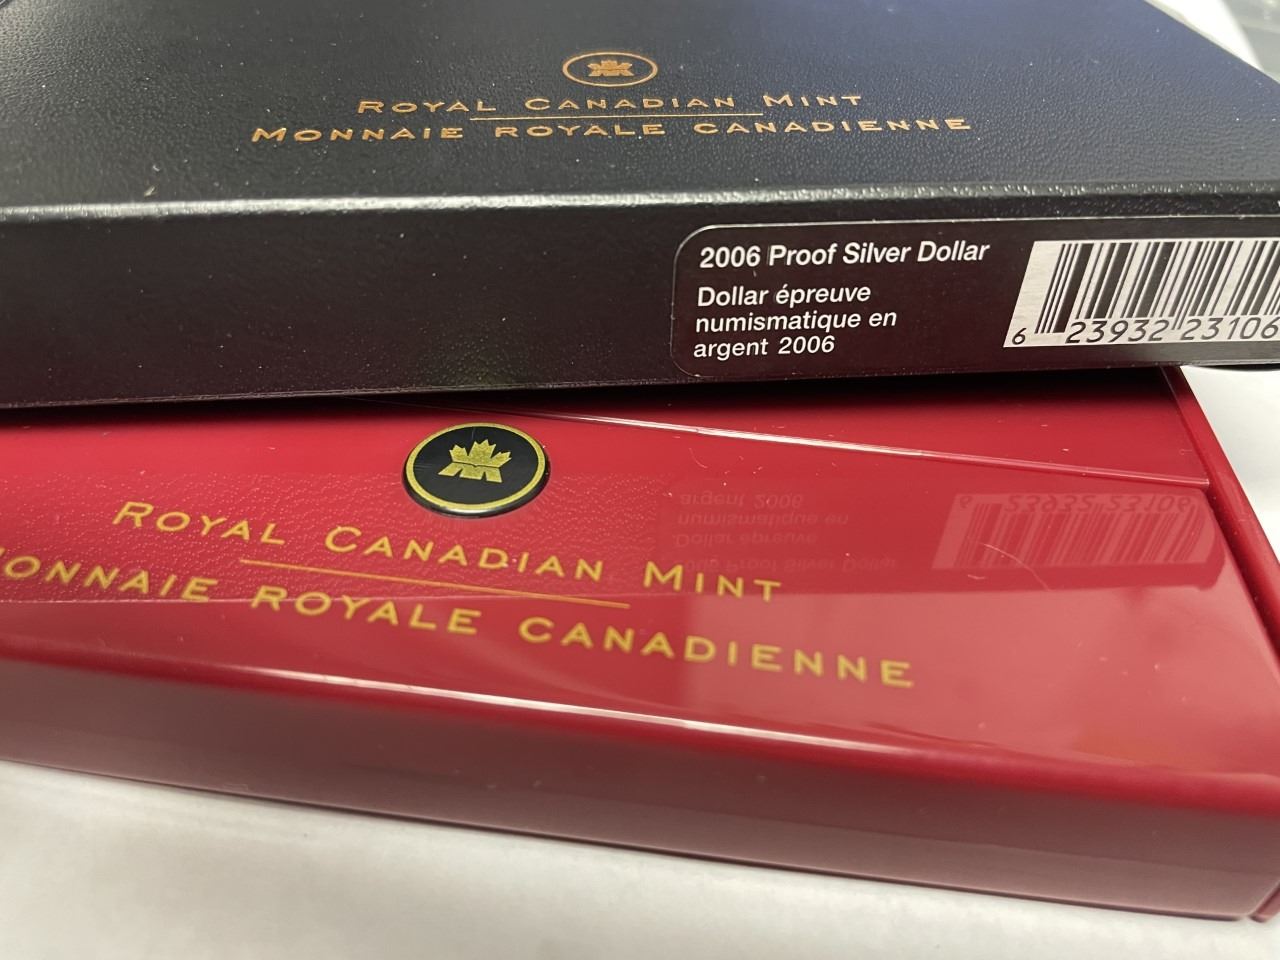 ROYAL CANADIAN MINT
MONNAIE ROYALE CANADIENNE
2006 Proof Silver Dollar
Dollar épreuve
numismatique en
argent 2006
6 23932 23106
ROYAL CANADIAN MINT
ROYALE CANADIENNE